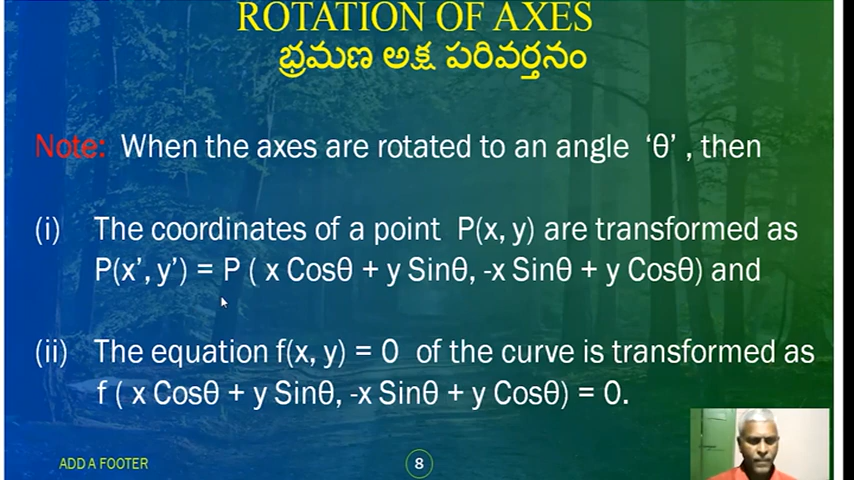 ROTATION OF AXES
భ్రమణ అక్ష పరివర్తనం
Note: When the axes are rotated to an angle ‘θ’ , then
(i) The coordinates of a point P(x, y) are transformed as
P(x’, y’) = P ( x Cosθ + y Sinθ, -x Sinθ + y Cosθ) and
(ii) The equation f(x, y) = 0 of the curve is transformed as
f ( x Cosθ + y Sinθ, -x Sinθ + y Cosθ) = 0.
ADD A FOOTER
8